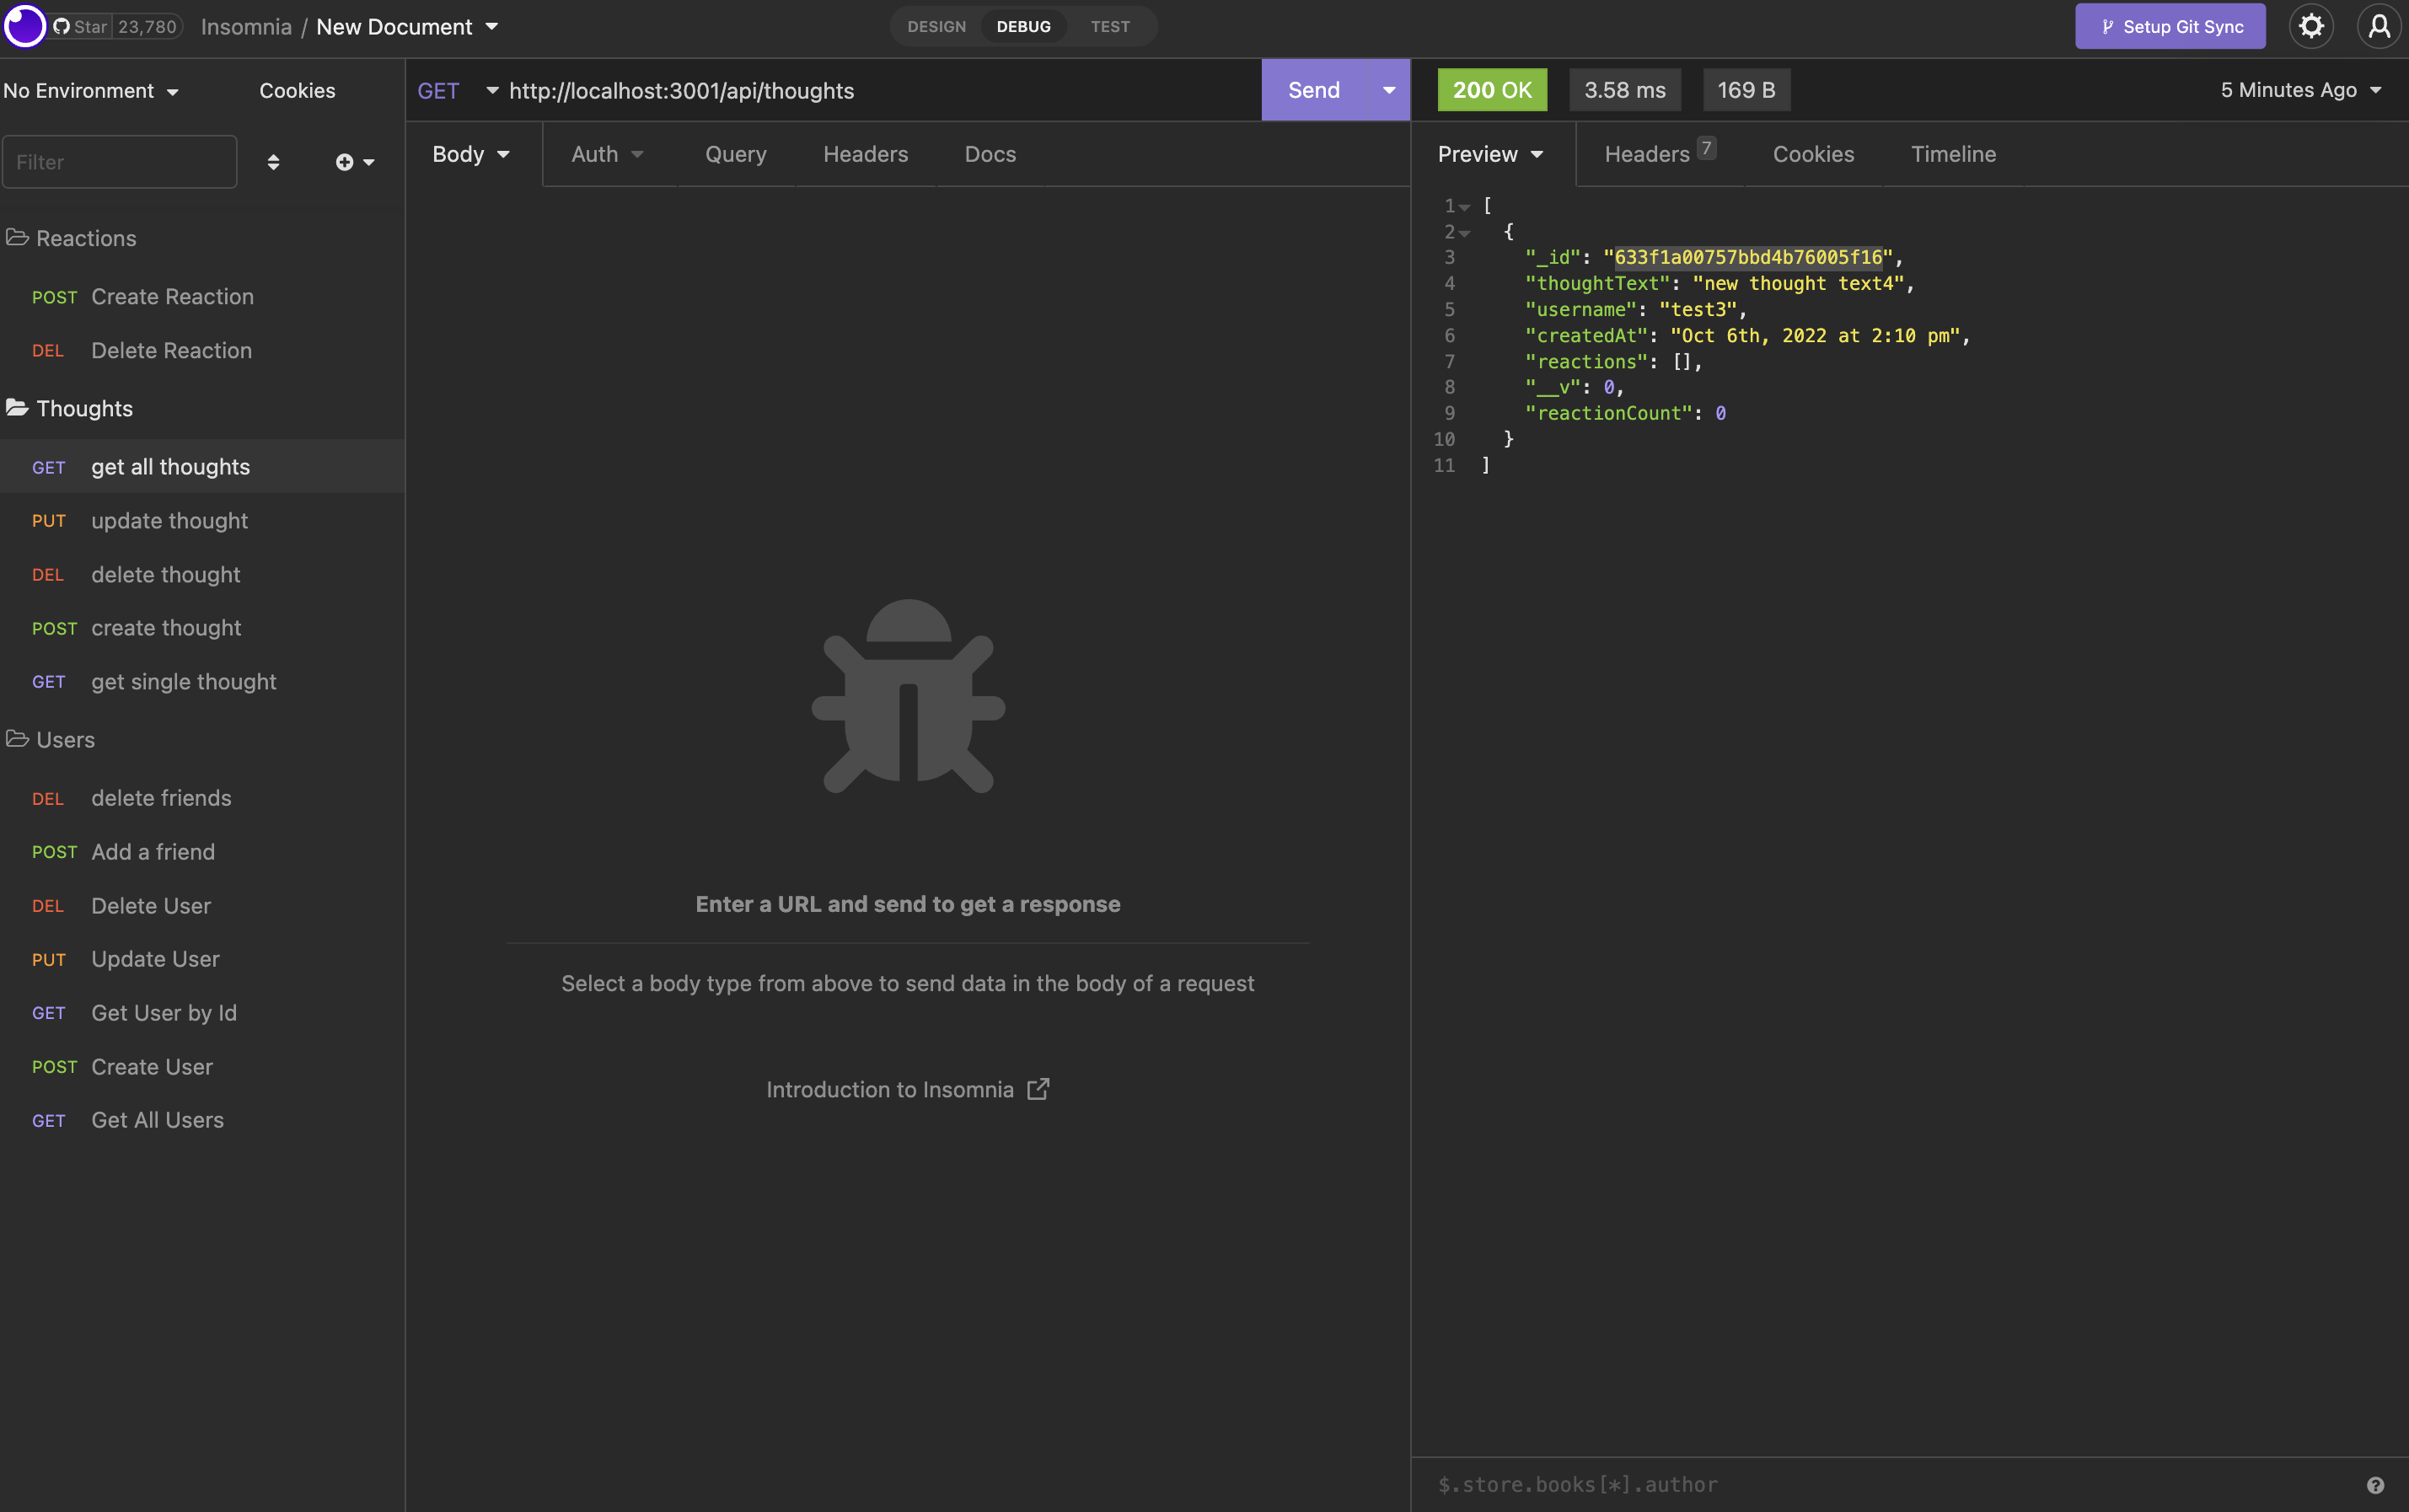 Star 23,780 Insomnia / New Document DESIGN DEBUG TEST Setup Git Sync
No Environment Cookies
Filter
Reactions
POST Create Reaction
DEL Delete Reaction
Thoughts
GET get all thoughts
PUT update thought
DEL delete thought
POST create thought
GET get single thought
Users
DEL delete friends
POST Add a friend
DEL Delete User
PUT Update User
GET Get User by Id
POST Create User
GET Get All Users
GET http://localhost:3001/api/thoughts Send
Body Auth Query Headers Docs
Enter a URL and send to get a response
Select a body type from above to send data in the body of a request
Introduction to Insomnia
200 OK 3.58 ms 169 B 5 Minutes Ago
Preview Headers 7 Cookies Timeline
1 [
2 {
3 "_id": "633f1a00757bbd4b76005f16",
4 "thoughtText": "new thought text4",
5 "username": "test3",
6 "createdAt": "Oct 6th, 2022 at 2:10 pm",
7 "reactions": [],
8 "__v": 0,
9 "reactionCount": 0
10 }
11 ]
$.store.books[*].author